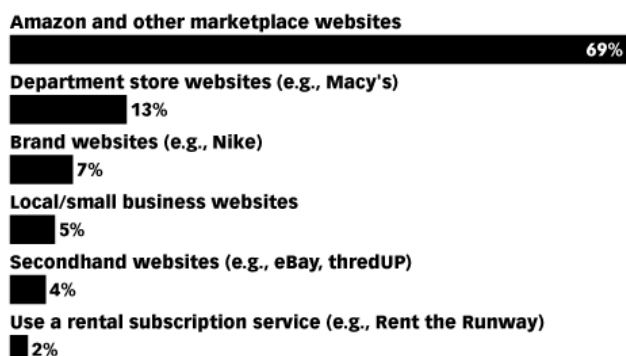 Amazon and other marketplace websites
69%
Department store websites (e.g., Macy's)
13%
Brand websites (e.g., Nike)
7%
Local/small business websites
5%
Secondhand websites (e.g., eBay, thredUP)
4%
Use a rental subscription service (e.g., Rent the Runway)
2%